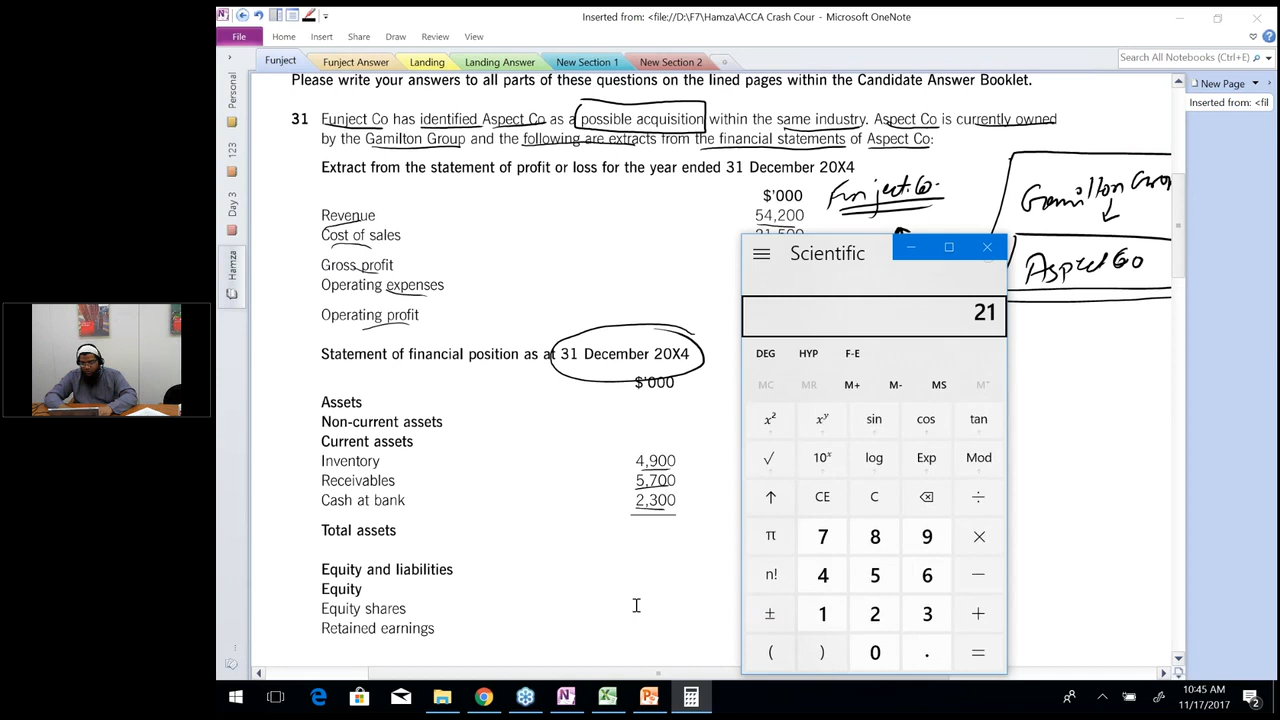 Inserted from: <file://D:\F7\Hamza\ACCA Crash Cour - Microsoft OneNote
File Home Insert Share Draw Review View
Funject Funject Answer Landing Landing Answer New Section 1 New Section 2
Search All Notebooks (Ctrl+E)
New Page
Inserted from: <fil
Personal
123
Day 3
Hamza
Please write your answers to all parts of these questions on the lined pages within the Candidate Answer Booklet.
31 Funject Co has identified Aspect Co as a possible acquisition within the same industry. Aspect Co is currently owned
by the Gamilton Group and the following are extracts from the financial statements of Aspect Co:
Extract from the statement of profit or loss for the year ended 31 December 20X4
$'000
Funject Co.
Gamilton
Aspect Co
Revenue 54,200
Cost of sales 21,500
Gross profit
Operating expenses
Operating profit
Statement of financial position as at 31 December 20X4
$'000
Assets
Non-current assets
Current assets
Inventory 4,900
Receivables 5,700
Cash at bank 2,300
Total assets
Equity and liabilities
Equity
Equity shares
Retained earnings
Scientific
21
DEG HYP F-E
MC MR M+ M- MS M˅
x² xʸ sin cos tan
√ 10ˣ log Exp Mod
↑ CE C ⌫ ÷
π 7 8 9 ×
n! 4 5 6 −
± 1 2 3 +
( ) 0 . =
10:45 AM
11/17/2017
2